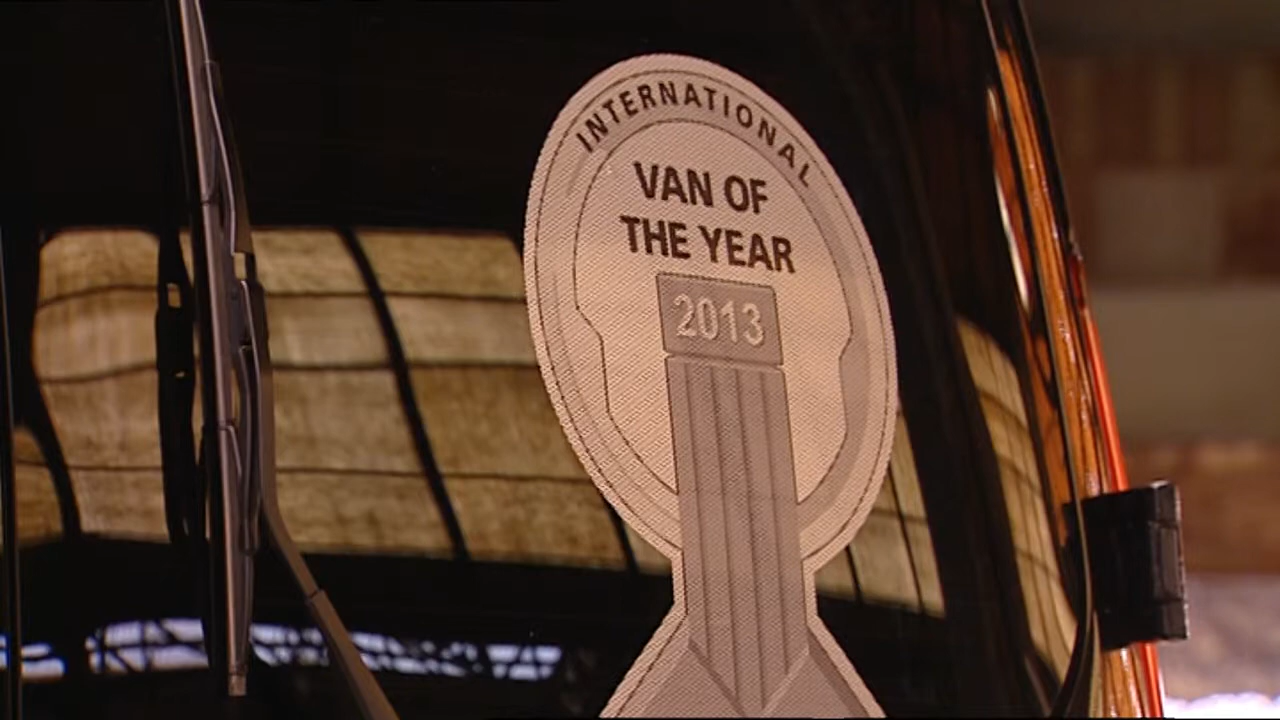 INTERNATIONAL
VAN OF
THE YEAR
2013